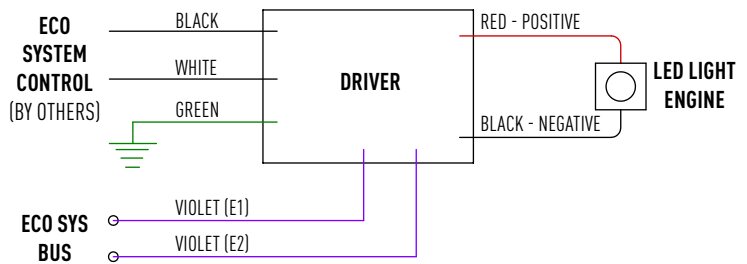 ECO
SYSTEM
CONTROL
(BY OTHERS)
BLACK
WHITE
GREEN
DRIVER
RED - POSITIVE
BLACK - NEGATIVE
LED LIGHT
ENGINE
ECO SYS
BUS
VIOLET (E1)
VIOLET (E2)